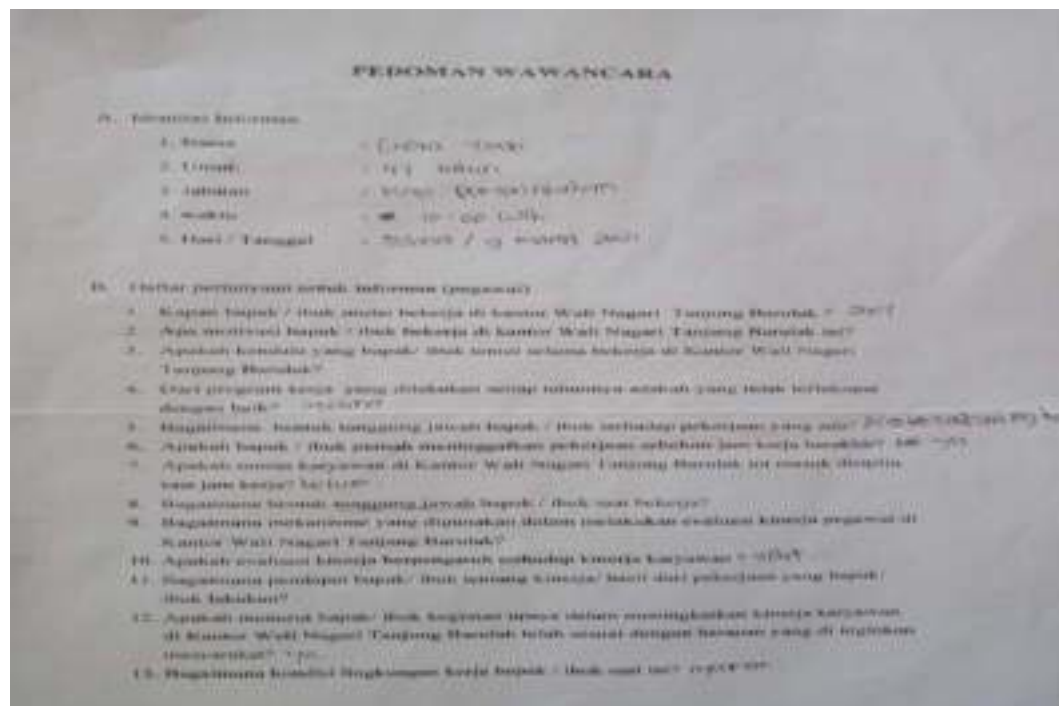 PEDOMAN WAWANCARA
A. Identitas Informan
1. Nama :
2. Umur : tahun
3. Jabatan :
4. Waktu : 10.00 WIB
5. Hari / Tanggal : / maret
B. Daftar pertanyaan untuk Informan (pegawai)
1. Kapan bapak / ibuk mulai bekerja di kantor Wali Nagari Tanjung Barulak ?
2. Apa motivasi bapak / ibuk bekerja di kantor Wali Nagari Tanjung Barulak ini?
3. Apakah kendala yang bapak/ ibuk temui selama bekerja di Kantor Wali Nagari
Tanjung Barulak?
4. Dari program kerja yang dilakukan setiap tahunnya adakah yang tidak terlaksana
dengan baik?
5. Bagaimana bentuk tanggung jawab bapak / ibuk terhadap pekerjaan yang ada?
6. Apakah bapak / ibuk pernah meninggalkan pekerjaan sebelum jam kerja berakhir?
7. Apakah semua karyawan di Kantor Wali Nagari Tanjung Barulak ini masuk disiplin
saat jam kerja?
8. Bagaimana bentuk tanggung jawab bapak / ibuk saat bekerja?
9. Bagaimana mekanisme yang digunakan dalam melakukan evaluasi kinerja pegawai di
Kantor Wali Nagari Tanjung Barulak?
10. Apakah evaluasi kinerja berpengaruh terhadap kinerja karyawan ?
11. Bagaimana pendapat bapak/ ibuk tentang kinerja/ hasil dari pekerjaan yang bapak/
ibuk lakukan?
12. Apakah menurut bapak/ ibuk kegiatan upaya dalam meningkatkan kinerja karyawan
di Kantor Wali Nagari Tanjung Barulak telah sesuai dengan harapan yang di inginkan
masyarakat?
13. Bagaimana kondisi lingkungan kerja bapak / ibuk saat ini?